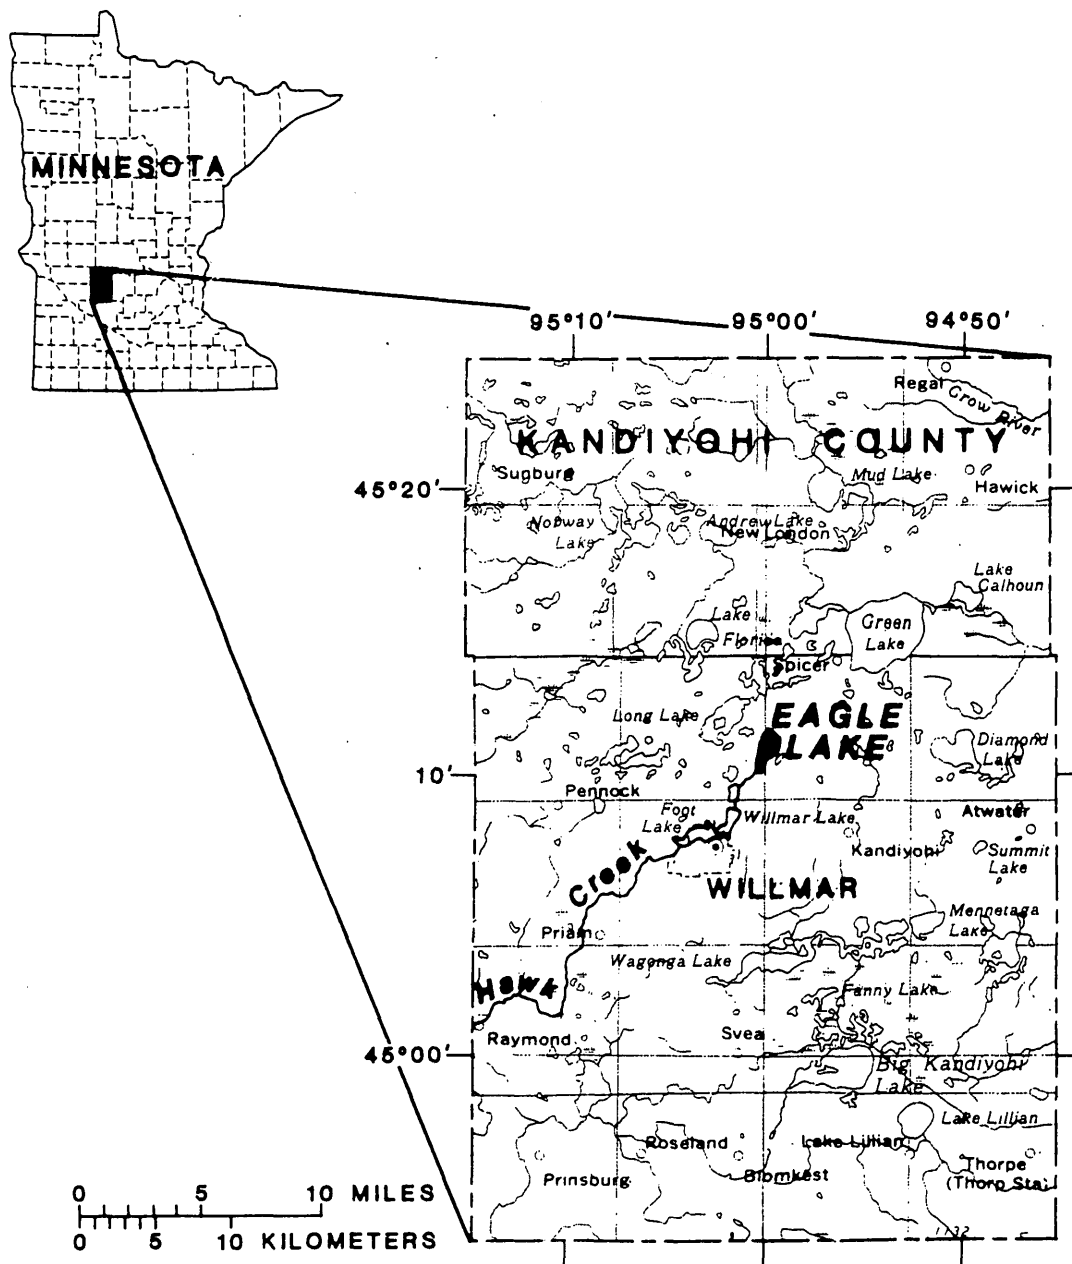 MINNESOTA
95°10'
95°00'
94°50'
Regal
Crow River
KANDIYOHI COUNTY
Sugburg
Mud Lake
45°20'
Hawick
Norway
Lake
Andrew Lake
New London
Lake
Calhoun
Lake
Florida
Green
Lake
Spicer
Long Lake
EAGLE
LAKE
Diamond
Lake
10'
Pennock
Foot
Lake
Willmar Lake
Atwater
Kandiyohi
Summit
Lake
Creek
WILLMAR
Mennetaga
Lake
Priam
Wagonga Lake
Hawk
Fanny Lake
Raymond
Svea
45°00'
Big Kandiyohi
Lake
Lake Lillian
Roseland
Lake Lillian
Prinsburg
Blomkest
Thorpe
(Thorp Sta)
0 5 10 MILES
0 5 10 KILOMETERS